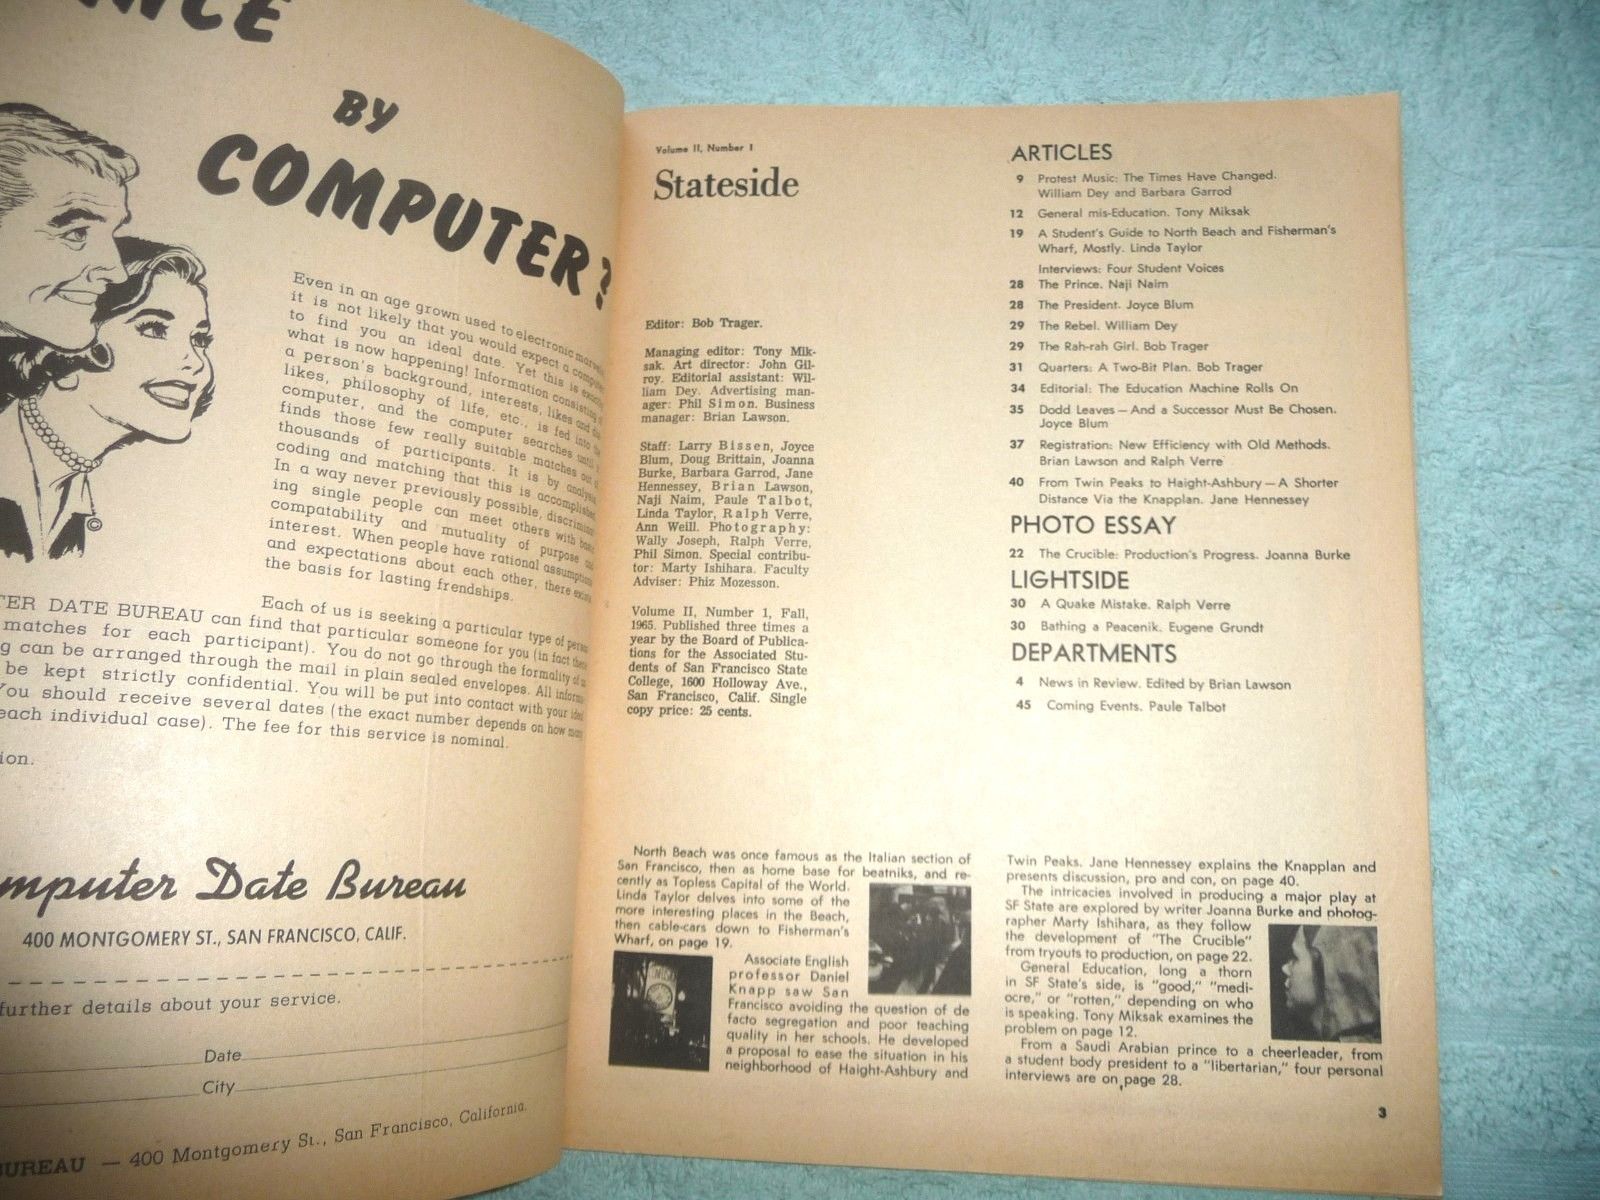 BY
COMPUTER?
Even in an age grown used to electronic
it is not likely that you would expect a computer
to find you an ideal date. Yet this is exactly
what is now happening! Information consisting of
a person's background, interests, likes and dis-
likes, philosophy of life, etc., is fed into the
computer, and the computer searches until
finds those few really suitable matches out of
thousands of participants. It is by analysis,
coding and matching that this is accomplished.
In a way never previously possible, discriminat-
ing single people can meet others with basic
compatability and mutuality of purpose and
interest. When people have rational assumptions
and expectations about each other, there exists
the basis for lasting frendships.
Each of us is seeking a particular type of person
TER DATE BUREAU can find that particular someone for you (in fact
matches for each participant). You do not go through the formality of
g can be arranged through the mail in plain sealed envelopes. All informa-
be kept strictly confidential. You will be put into contact with your ideal
You should receive several dates (the exact number depends on how many
each individual case). The fee for this service is nominal.
ion.
mputer Date Bureau
400 MONTGOMERY ST., SAN FRANCISCO, CALIF.
further details about your service.
Date
City
BUREAU — 400 Montgomery St., San Francisco, California.
Volume II, Number 1
Stateside
Editor: Bob Trager.
Managing editor: Tony Mik-
sak. Art director: John Gil-
roy. Editorial assistant: Wil-
liam Dey. Advertising man-
ager: Phil Simon. Business
manager: Brian Lawson.
Staff: Larry Bissen, Joyce
Blum, Doug Brittain, Joanna
Burke, Barbara Garrod, Jane
Hennessey, Brian Lawson,
Naji Naim, Paule Talbot,
Linda Taylor, Ralph Verre,
Ann Weill. Photography:
Wally Joseph, Ralph Verre,
Phil Simon. Special contribu-
tor: Marty Ishihara. Faculty
Adviser: Phiz Mozesson.
Volume II, Number 1, Fall,
1965. Published three times a
year by the Board of Publica-
tions for the Associated Stu-
dents of San Francisco State
College, 1600 Holloway Ave.,
San Francisco, Calif. Single
copy price: 25 cents.
ARTICLES
9 Protest Music: The Times Have Changed.
William Dey and Barbara Garrod
12 General mis-Education. Tony Miksak
19 A Student's Guide to North Beach and Fisherman's
Wharf, Mostly. Linda Taylor
Interviews: Four Student Voices
28 The Prince. Naji Naim
28 The President. Joyce Blum
29 The Rebel. William Dey
29 The Rah-rah Girl. Bob Trager
31 Quarters: A Two-Bit Plan. Bob Trager
34 Editorial: The Education Machine Rolls On
35 Dodd Leaves — And a Successor Must Be Chosen.
Joyce Blum
37 Registration: New Efficiency with Old Methods.
Brian Lawson and Ralph Verre
40 From Twin Peaks to Haight-Ashbury — A Shorter
Distance Via the Knapplan. Jane Hennessey
PHOTO ESSAY
22 The Crucible: Production's Progress. Joanna Burke
LIGHTSIDE
30 A Quake Mistake. Ralph Verre
30 Bathing a Peacenik. Eugene Grundt
DEPARTMENTS
4 News in Review. Edited by Brian Lawson
45 Coming Events. Paule Talbot
North Beach was once famous as the Italian section of
San Francisco, then as home base for beatniks, and re-
cently as Topless Capital of the World.
Linda Taylor delves into some of the
more interesting places in the Beach,
then cable-cars down to Fisherman's
Wharf, on page 19.
Associate English
professor Daniel
Knapp saw San
Francisco avoiding the question of de
facto segregation and poor teaching
quality in her schools. He developed
a proposal to ease the situation in his
neighborhood of Haight-Ashbury and
Twin Peaks. Jane Hennessey explains the Knapplan and
presents discussion, pro and con, on page 40.
The intricacies involved in producing a major play at
SF State are explored by writer Joanna Burke and photog-
rapher Marty Ishihara, as they follow
the development of "The Crucible"
from tryouts to production, on page 22.
General Education, long a thorn
in SF State's side, is "good," "medi-
ocre," or "rotten," depending on who
is speaking. Tony Miksak examines the
problem on page 12.
From a Saudi Arabian prince to a cheerleader, from
a student body president to a "libertarian," four personal
interviews are on page 28.
3